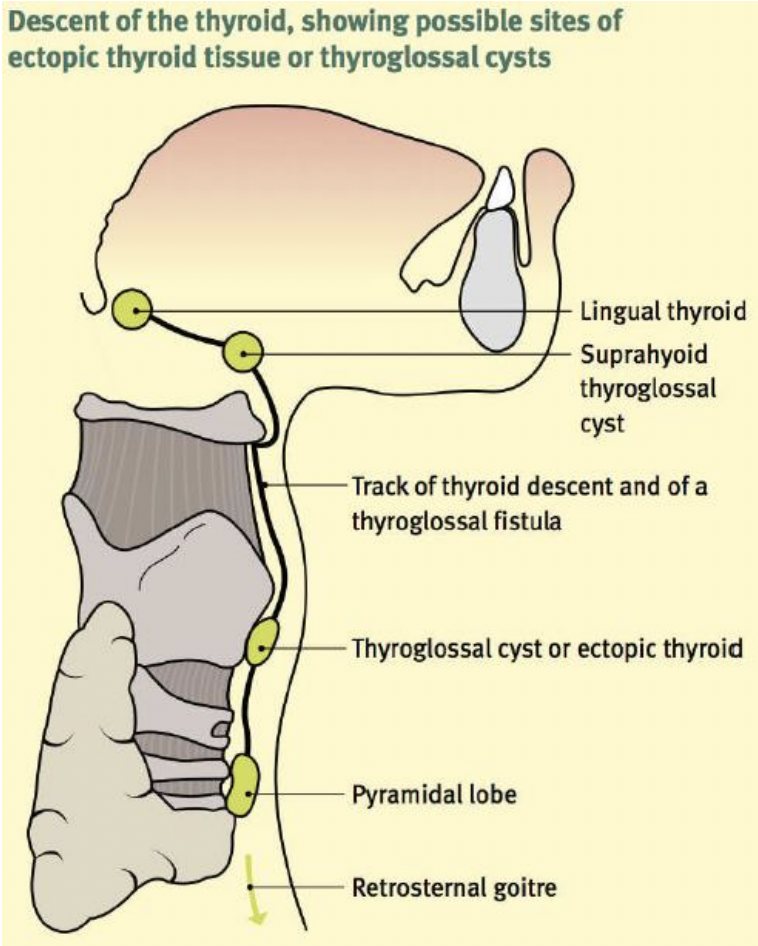 Descent of the thyroid, showing possible sites of
ectopic thyroid tissue or thyroglossal cysts
Lingual thyroid
Suprahyoid
thyroglossal
cyst
Track of thyroid descent and of a
thyroglossal fistula
Thyroglossal cyst or ectopic thyroid
Pyramidal lobe
Retrosternal goitre